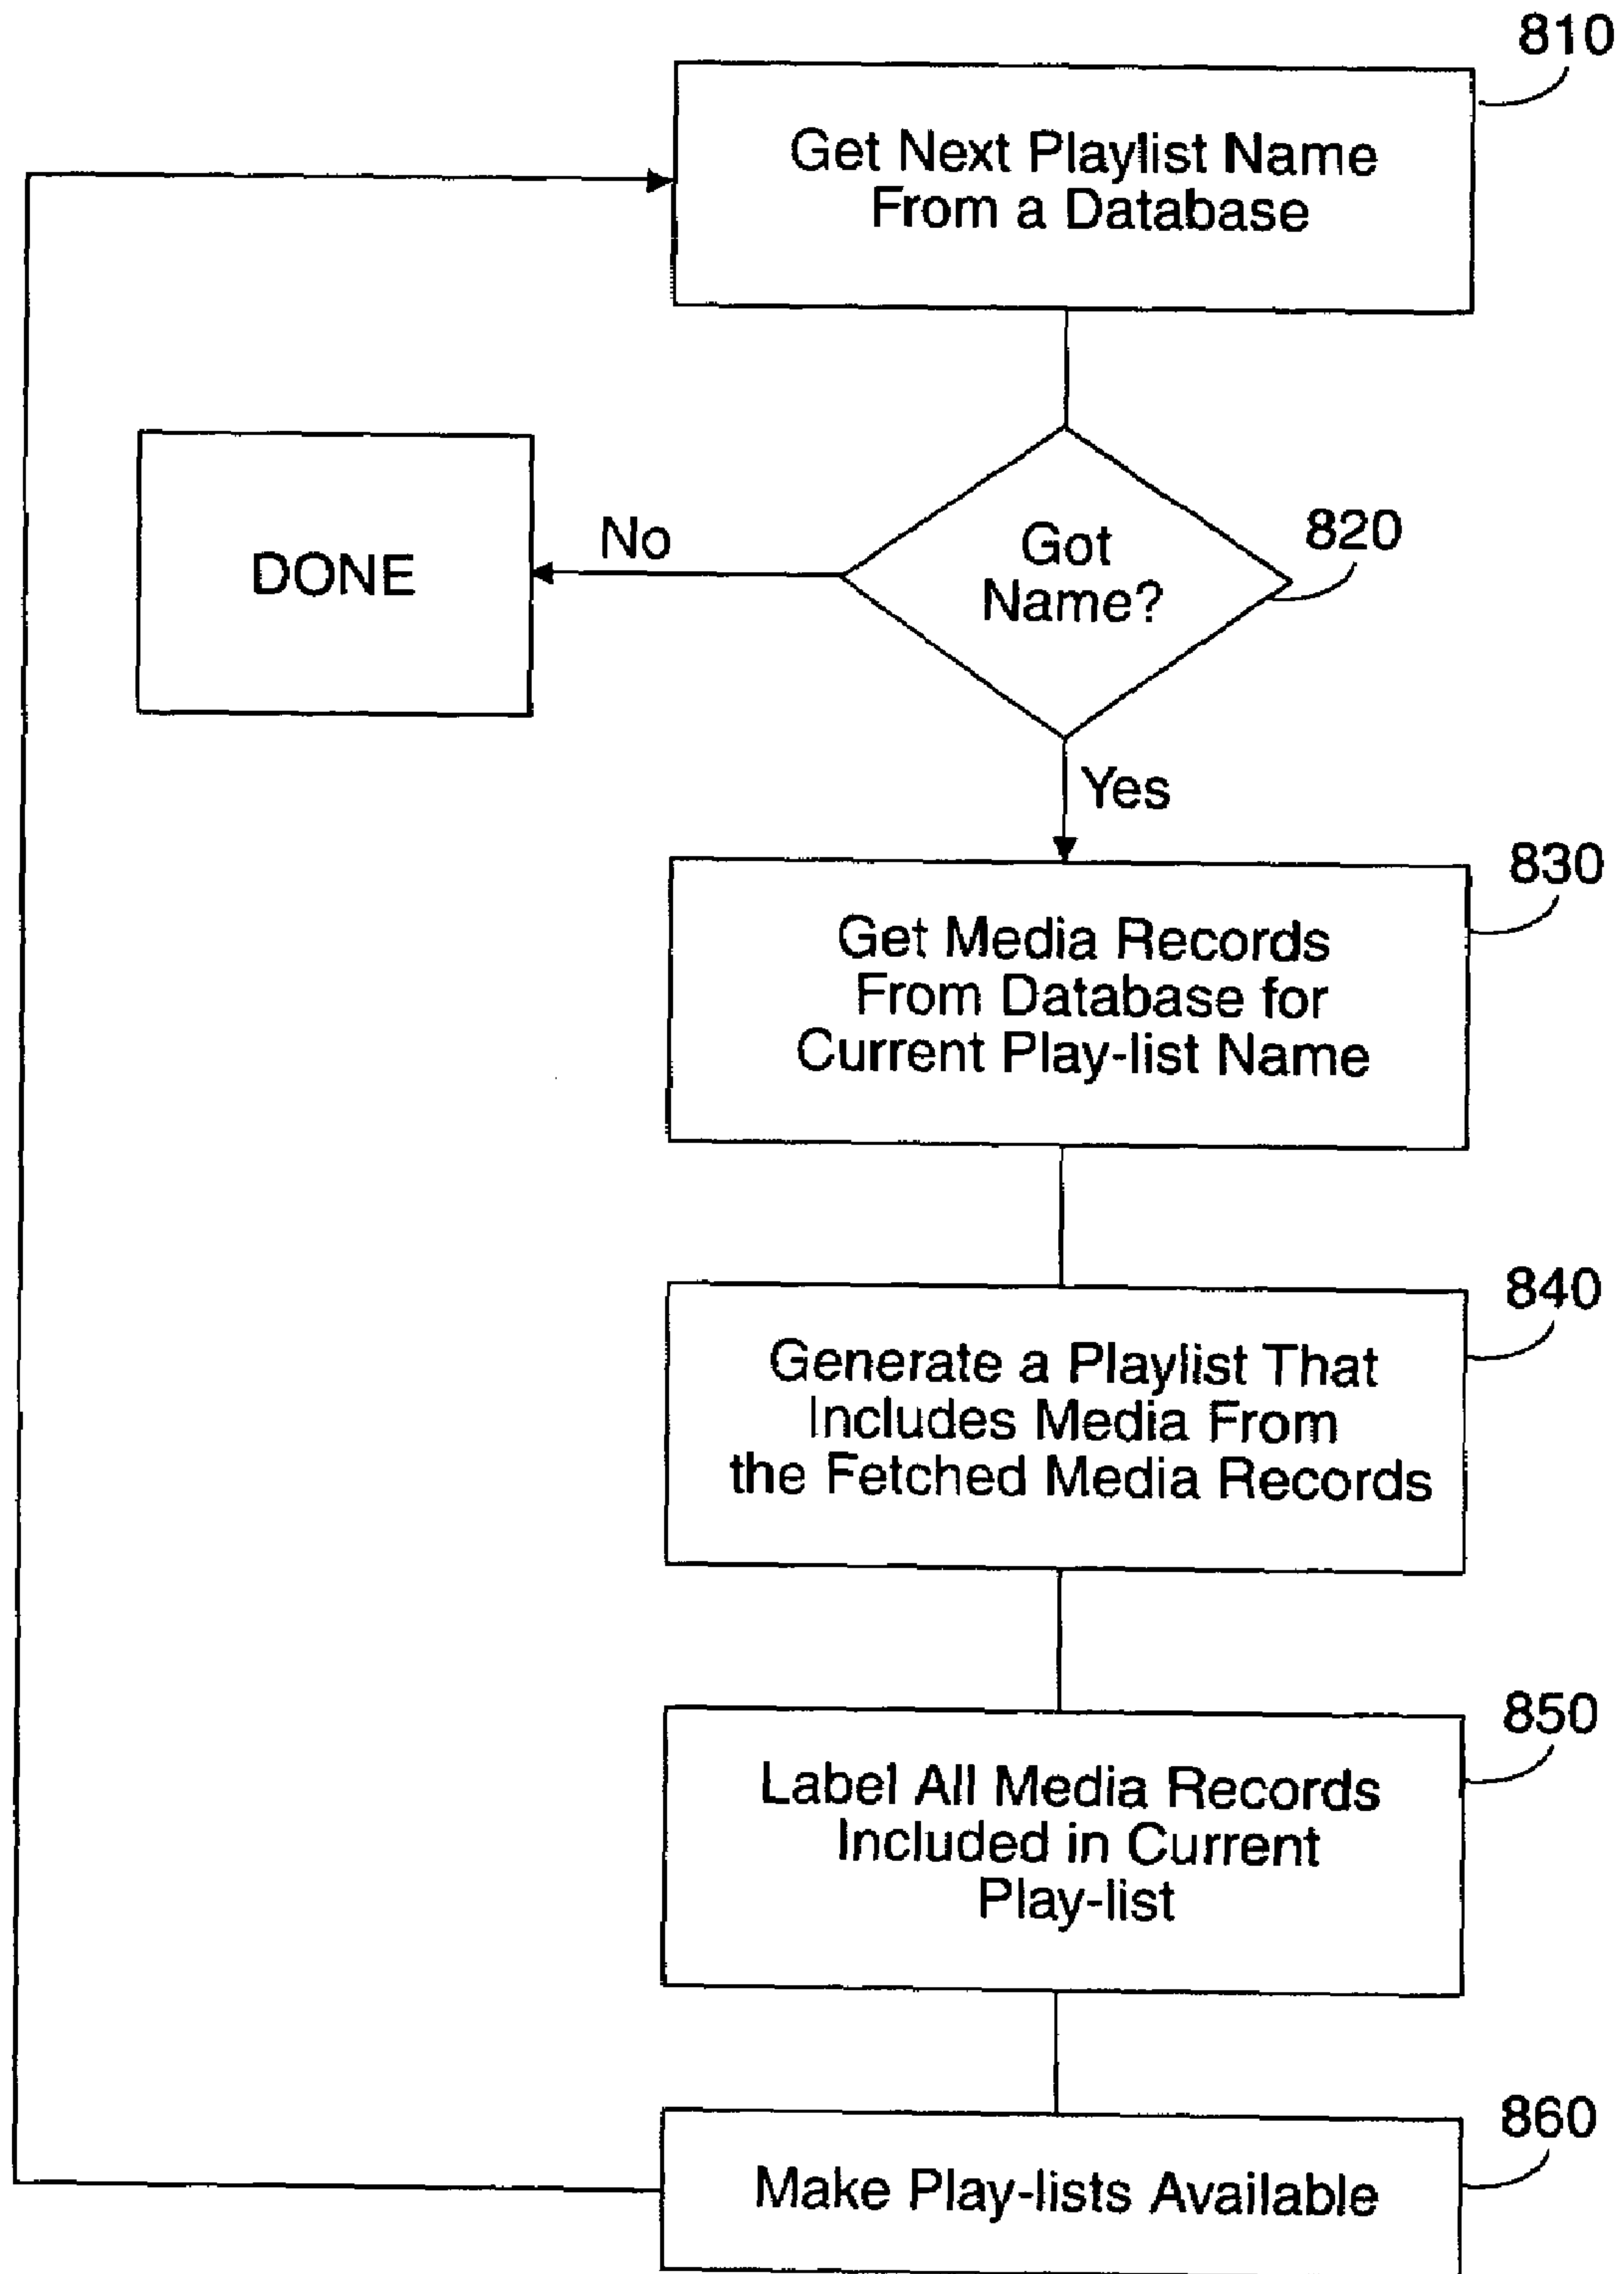 810
Get Next Playlist Name
From a Database
DONE
No
Got
Name?
820
Yes
830
Get Media Records
From Database for
Current Play-list Name
840
Generate a Playlist That
Includes Media From
the Fetched Media Records
850
Label All Media Records
Included in Current
Play-list
860
Make Play-lists Available